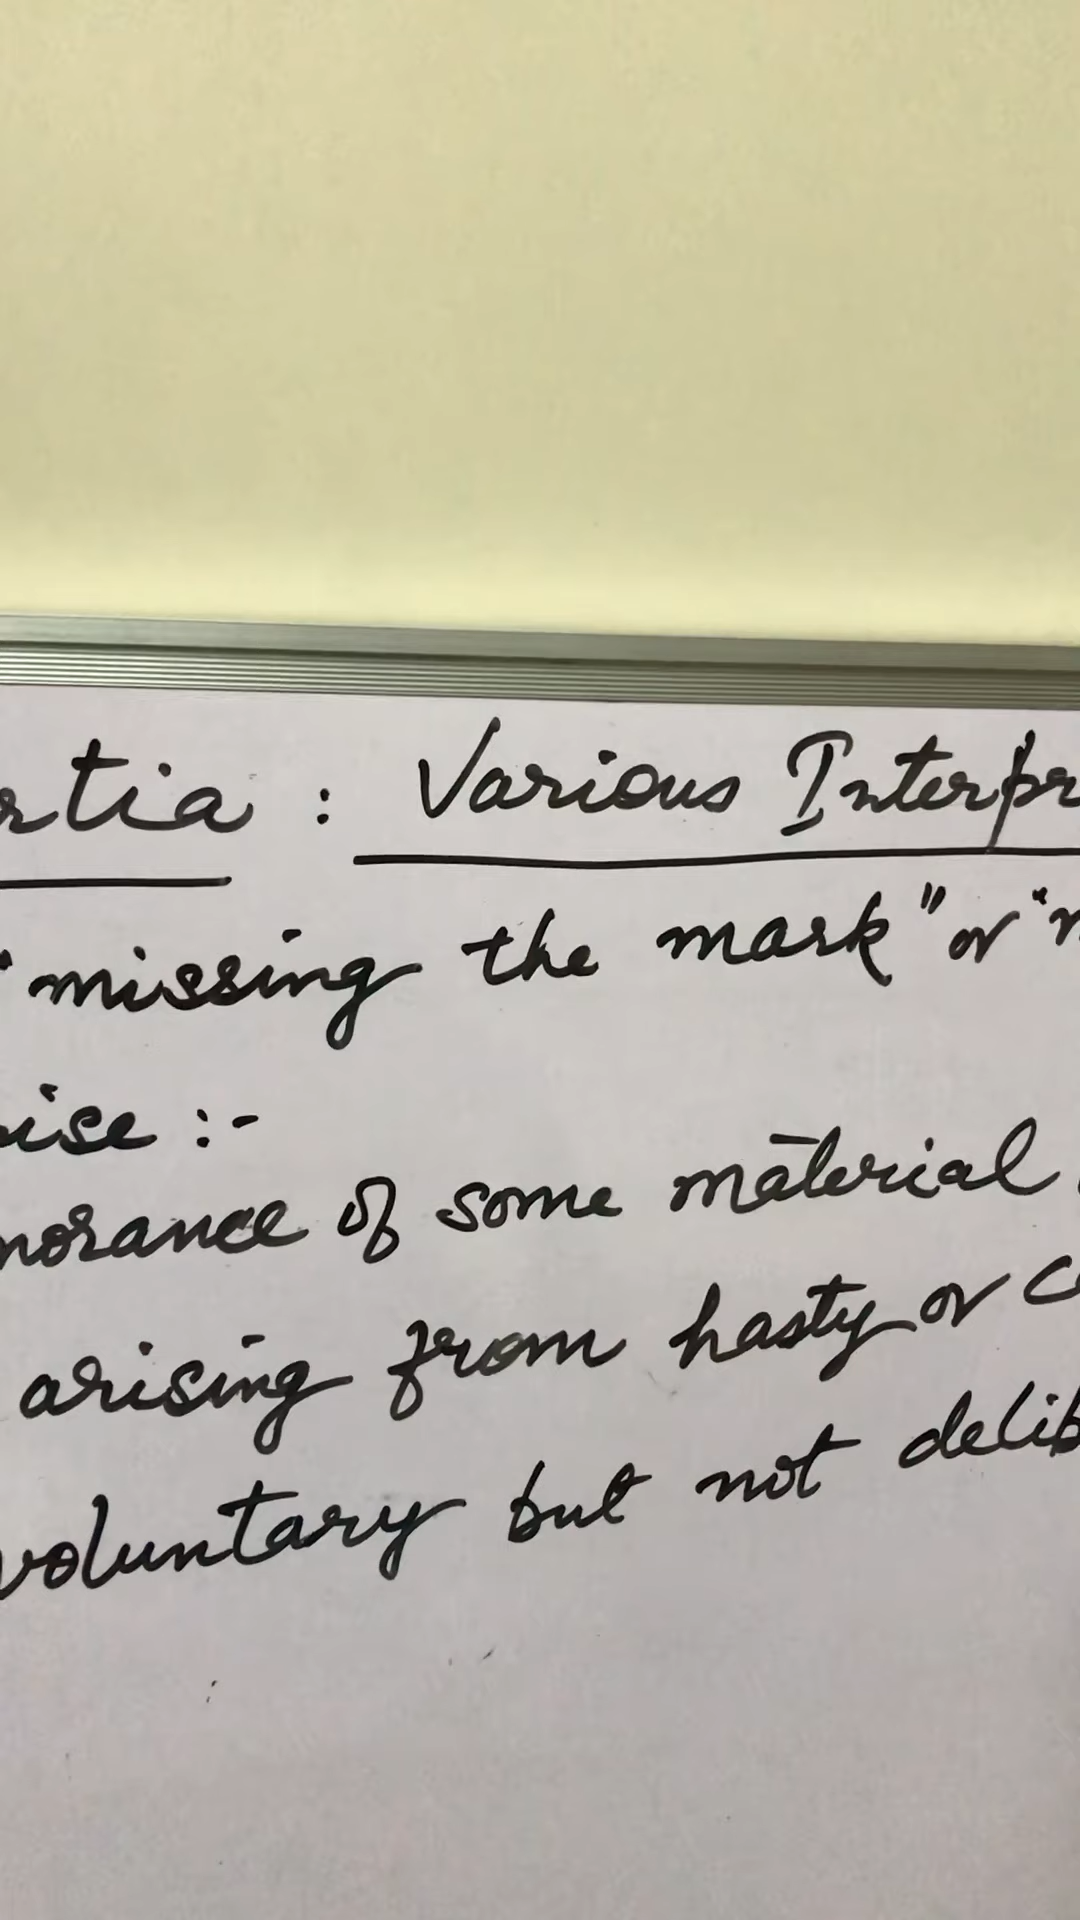 rtia : Various Interpr
"missing the mark" or "m
ise :-
norance of some material
arising from hasty or c
voluntary but not delib